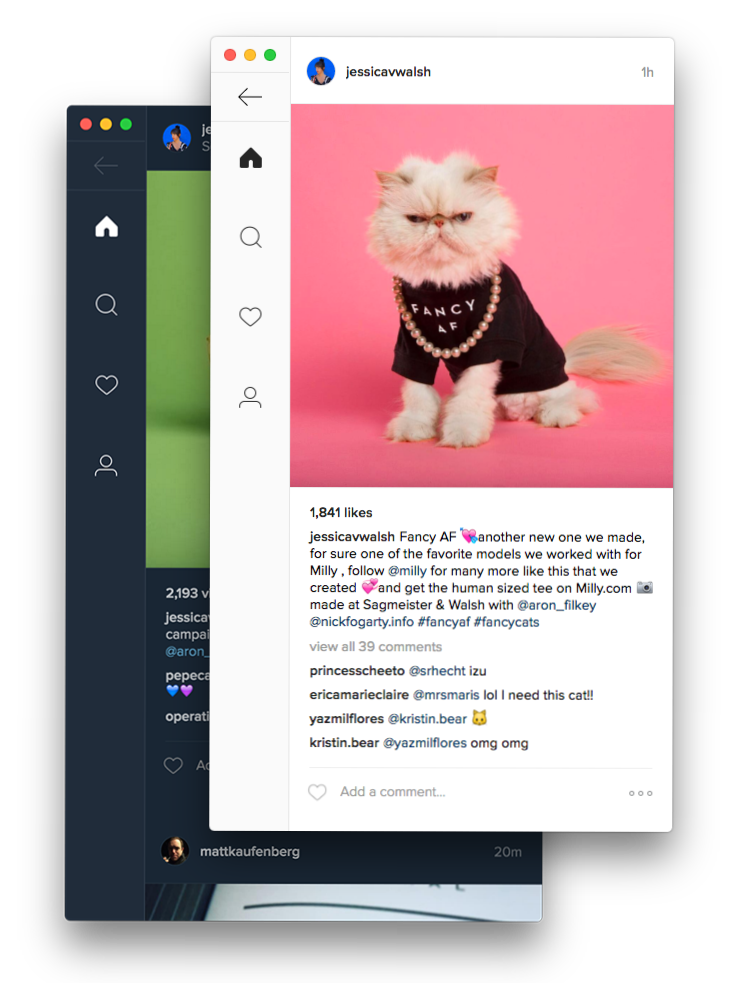 jessicavwalsh 1h
FANCY
AF
1,841 likes
jessicavwalsh Fancy AF 💘another new one we made,
for sure one of the favorite models we worked with for
Milly , follow @milly for many more like this that we
created 💞and get the human sized tee on Milly.com 📷
made at Sagmeister & Walsh with @aron_filkey
@nickfogarty.info #fancyaf #fancycats
view all 39 comments
princesscheeto @srhecht izu
ericamarieclaire @mrsmaris lol I need this cat!!
yazmilflores @kristin.bear 🐱
kristin.bear @yazmilflores omg omg
Add a comment...
je
S
2,193 v
jessicav
campai
@aron_
pepeca
💙💜
operati
Ad
mattkaufenberg 20m